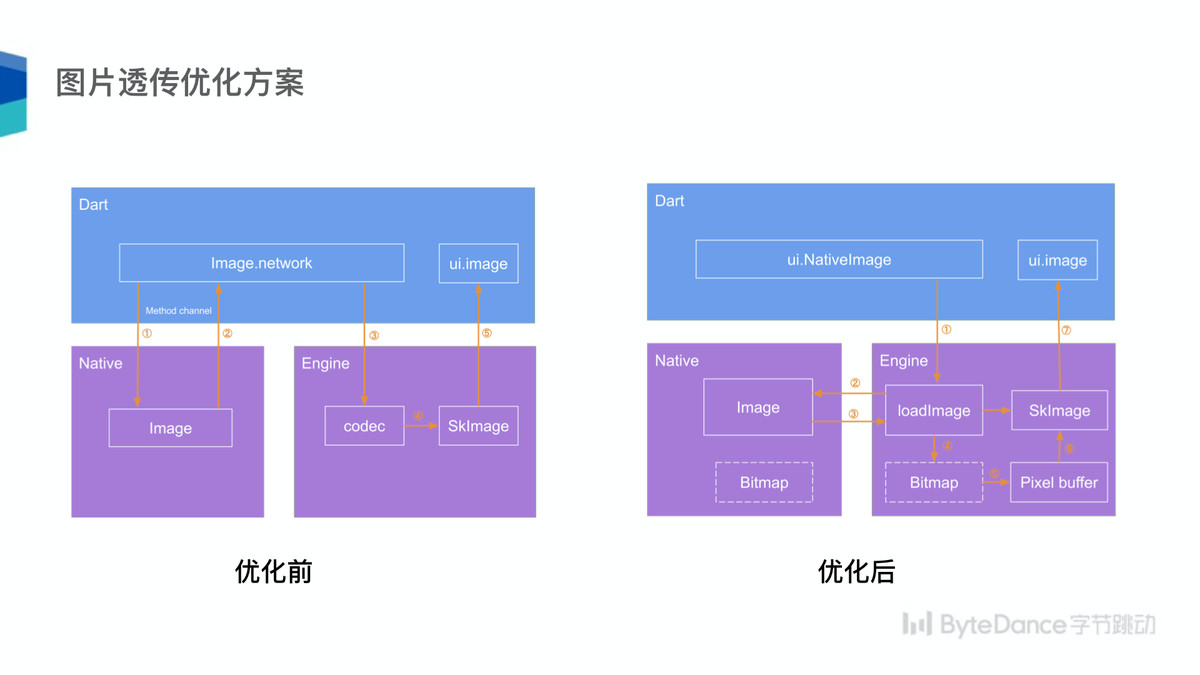 图片透传优化方案
Dart
Image.network
ui.image
Method channel
①
②
③
⑤
Native
Image
Engine
codec
④
SkImage
优化前
Dart
ui.NativeImage
ui.image
①
⑦
Native
Image
②
③
Bitmap
Engine
loadImage
SkImage
④
⑥
Bitmap
⑤
Pixel buffer
优化后
ByteDance字节跳动